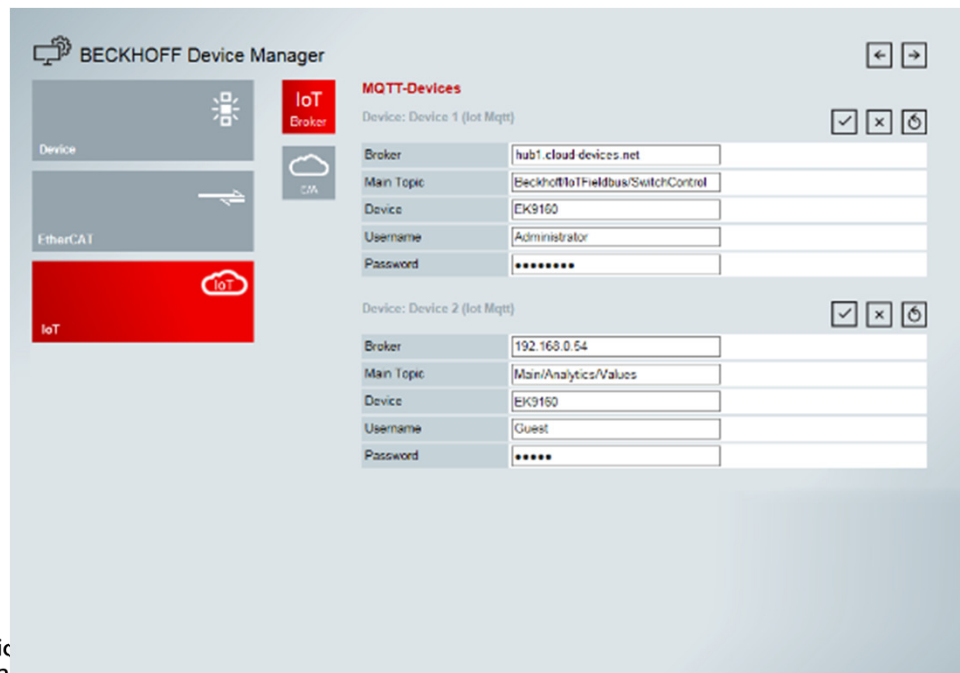 BECKHOFF Device Manager
Device
EtherCAT
IoT
IoT
IoT
Broker
E/A
MQTT-Devices
Device: Device 1 (Iot Mqtt)
Broker hub1.cloud-devices.net
Main Topic Beckhoff/IoTFieldbus/SwitchControl
Device EK9160
Username Administrator
Password ••••••••
Device: Device 2 (Iot Mqtt)
Broker 192.168.0.54
Main Topic Main/Analytics/Values
Device EK9160
Username Guest
Password •••••